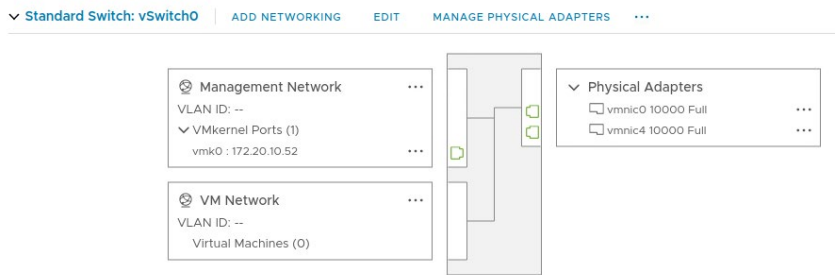 Standard Switch: vSwitch0 ADD NETWORKING EDIT MANAGE PHYSICAL ADAPTERS ...
Management Network ...
VLAN ID: --
VMkernel Ports (1)
vmk0 : 172.20.10.52 ...
VM Network ...
VLAN ID: --
Virtual Machines (0)
Physical Adapters
vmnic0 10000 Full ...
vmnic4 10000 Full ...